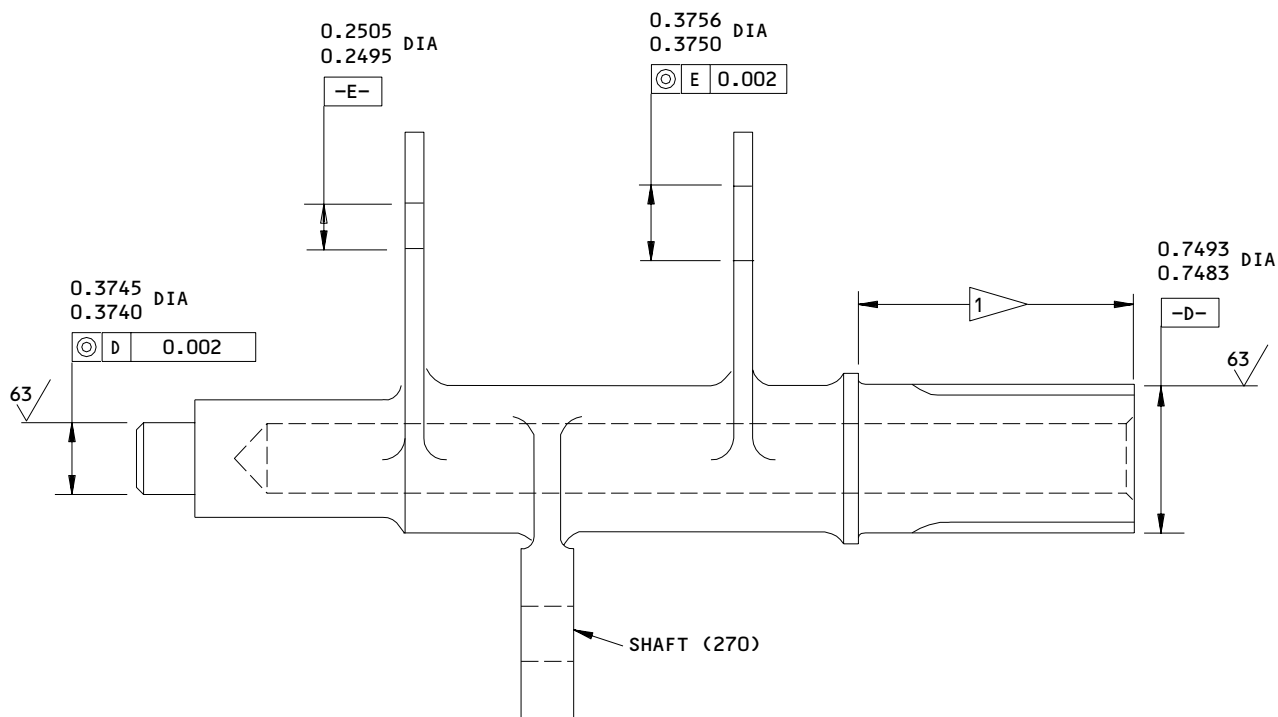 0.2505
0.2495 DIA
-E-
0.3756
0.3750 DIA
◎ E 0.002
0.7493
0.7483 DIA
-D-
0.3745
0.3740 DIA
◎ D 0.002
1
63
63
SHAFT (270)